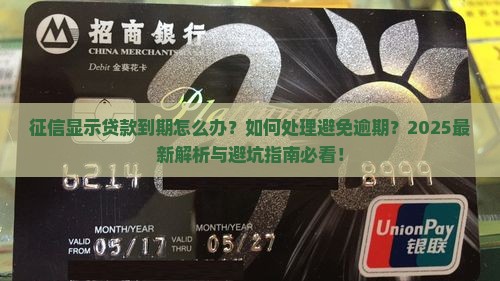 招商银行
CHINA MERCHANTS BANK
Debit 金葵花卡
征信显示贷款到期怎么办？如何处理避免逾期？2025最
新解析与避坑指南必看！
6214 8999
MONTH/YEAR MONTH/YEAR
VALID FROM 05/17 VALID THRU 05/27
UnionPay
银联